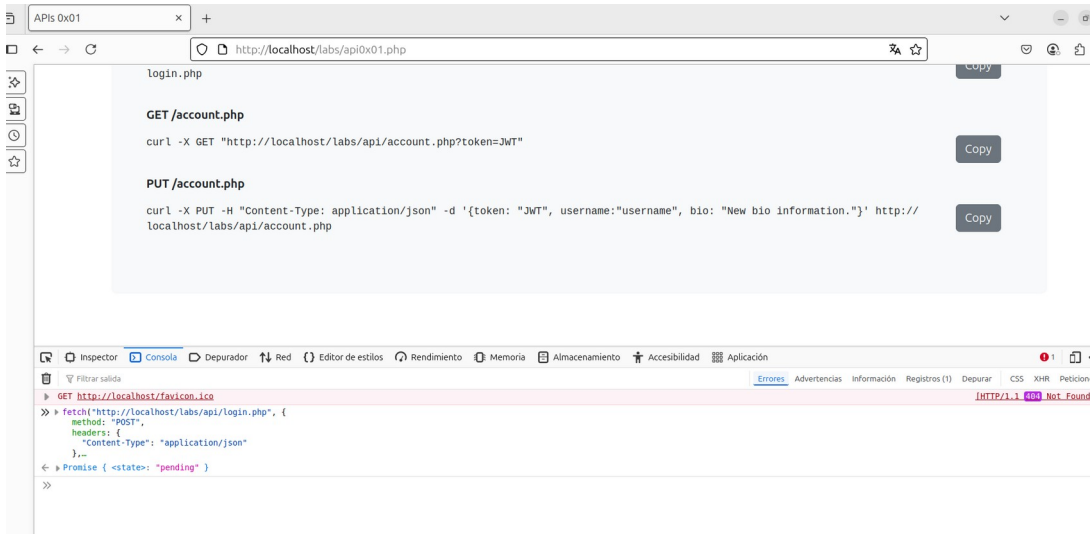 APIs 0x01
http://localhost/labs/api0x01.php
login.php
Copy
GET /account.php
curl -X GET "http://localhost/labs/api/account.php?token=JWT"
Copy
PUT /account.php
curl -X PUT -H "Content-Type: application/json" -d '{token: "JWT", username:"username", bio: "New bio information."}' http://
localhost/labs/api/account.php
Copy
Inspector Consola Depurador Red Editor de estilos Rendimiento Memoria Almacenamiento Accesibilidad Aplicación 1
Filtrar salida Errores Advertencias Información Registros (1) Depurar CSS XHR Peticion
GET http://localhost/favicon.ico [HTTP/1.1 404 Not Found
fetch("http://localhost/labs/api/login.php", {
method: "POST",
headers: {
"Content-Type": "application/json"
},…
Promise { <state>: "pending" }